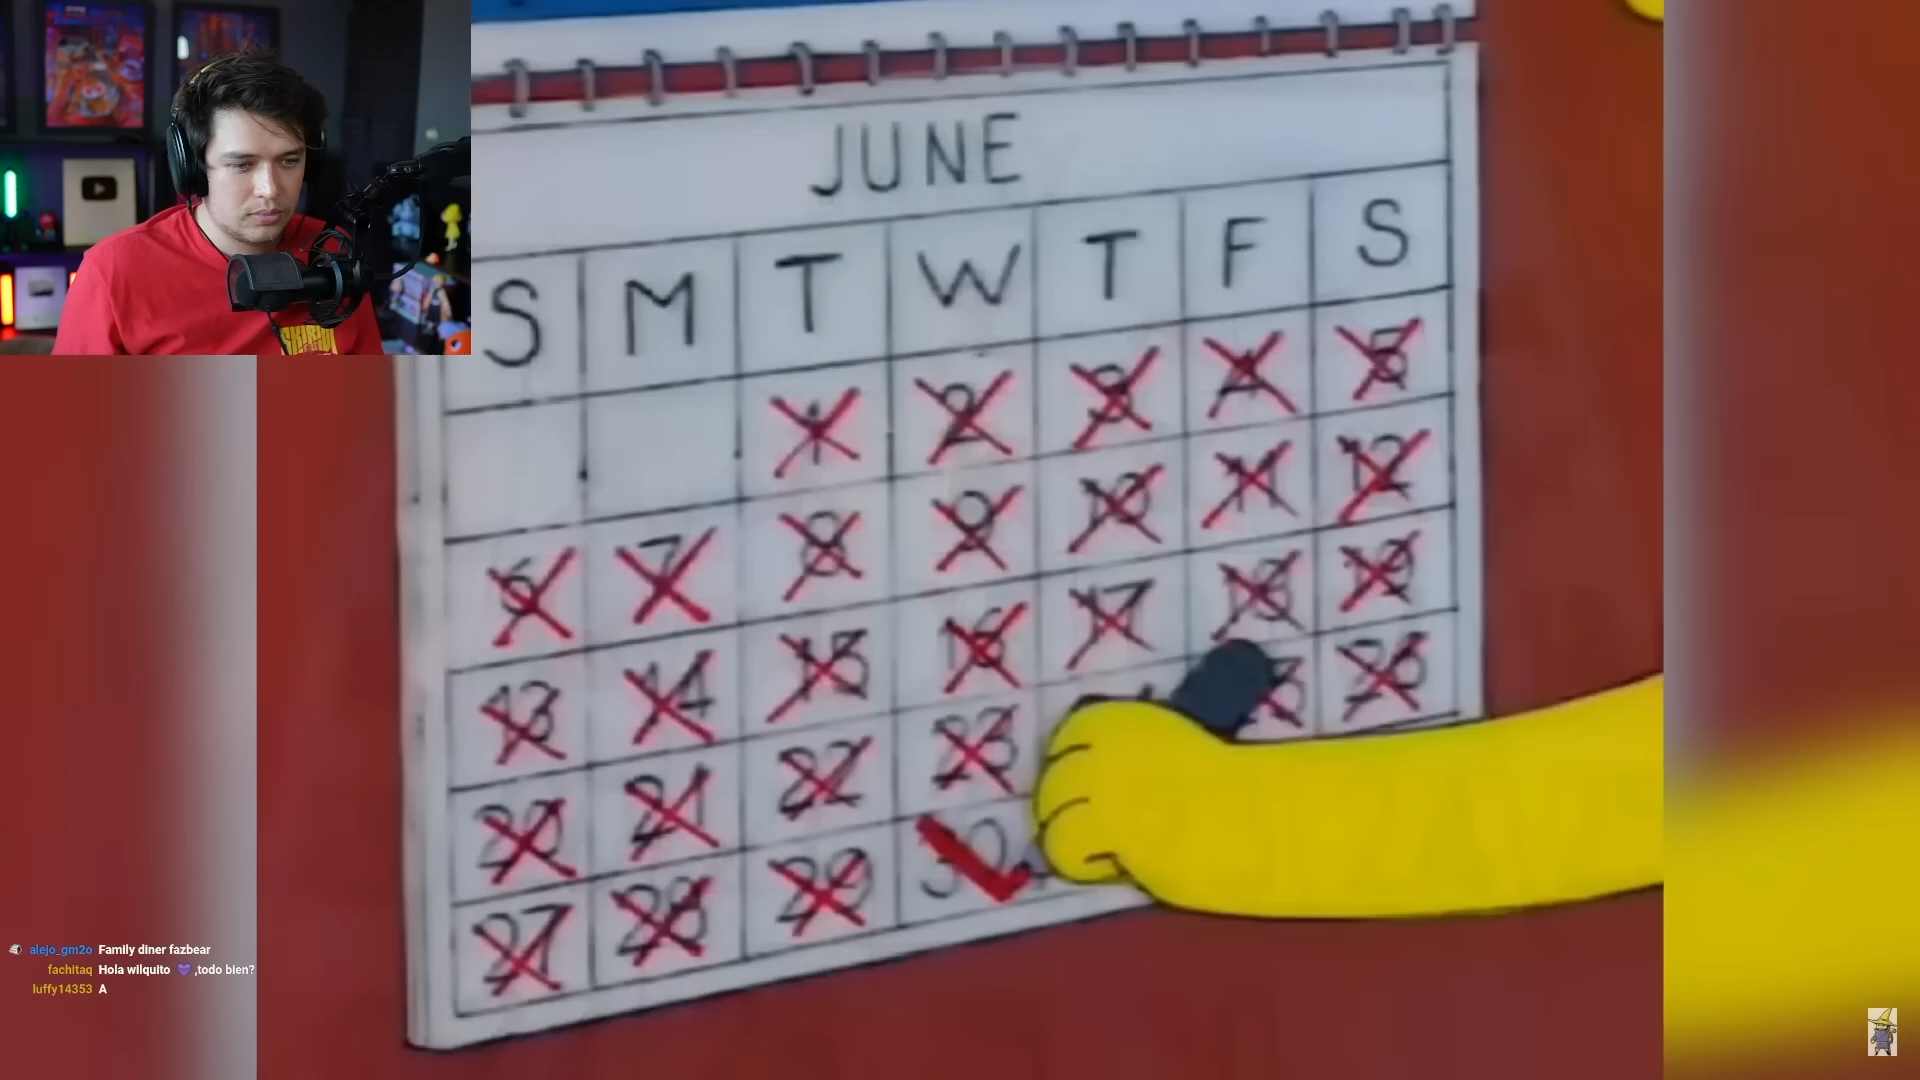 JUNE
S M T W T F S
1 2 3 4 5
6 7 8 9 10 11 12
13 14 15 16 17 18 19
20 21 22 23 26
27 28 29 30
alejo_gm2o Family diner fazbear
fachitaq Hola wilquito 💜 ,todo bien?
luffy14353 A